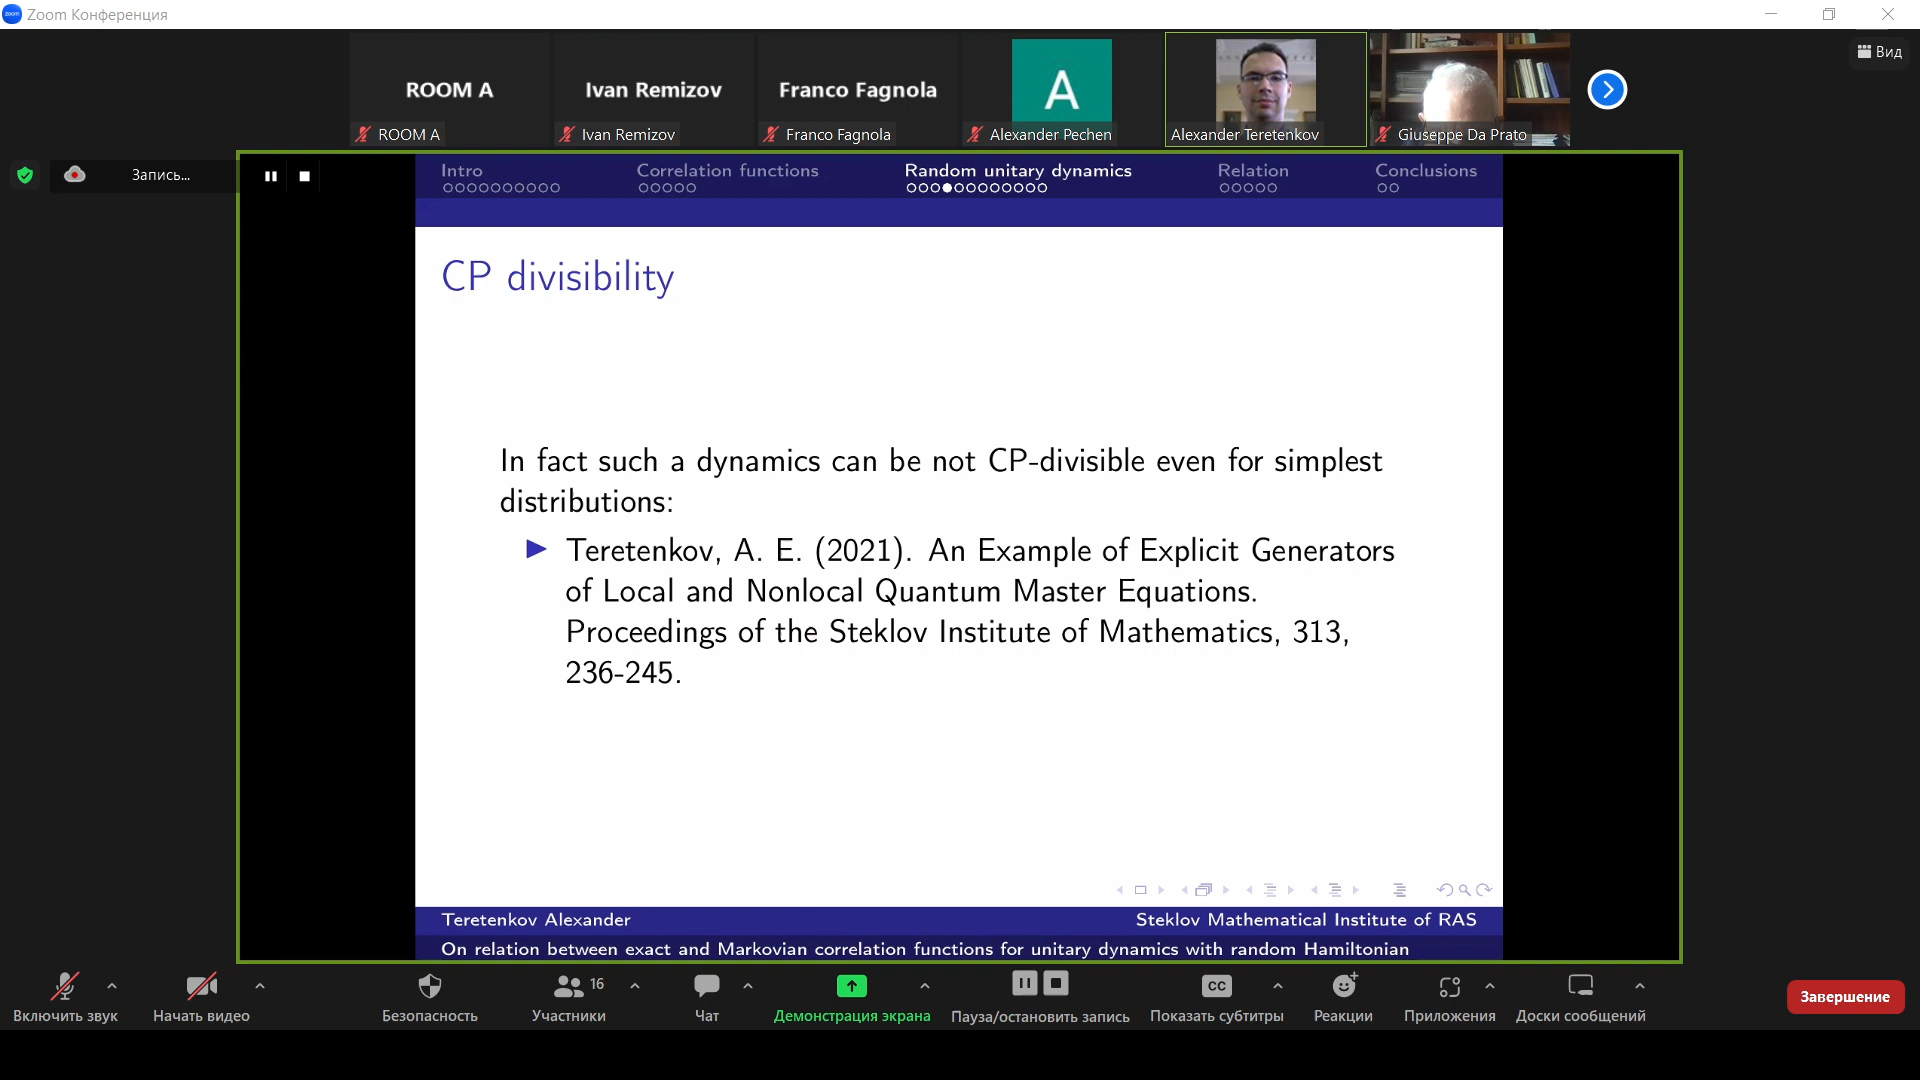 Zoom Конференция
ROOM A
Ivan Remizov
Franco Fagnola
A
Вид
ROOM A
Ivan Remizov
Franco Fagnola
Alexander Pechen
Alexander Teretenkov
Giuseppe Da Prato
Запись...
Intro
Correlation functions
Random unitary dynamics
Relation
Conclusions
CP divisibility
In fact such a dynamics can be not CP-divisible even for simplest
distributions:
Teretenkov, A. E. (2021). An Example of Explicit Generators
of Local and Nonlocal Quantum Master Equations.
Proceedings of the Steklov Institute of Mathematics, 313,
236-245.
Teretenkov Alexander
Steklov Mathematical Institute of RAS
On relation between exact and Markovian correlation functions for unitary dynamics with random Hamiltonian
16
CC
Включить звук
Начать видео
Безопасность
Участники
Чат
Демонстрация экрана
Пауза/остановить запись
Показать субтитры
Реакции
Приложения
Доски сообщений
Завершение